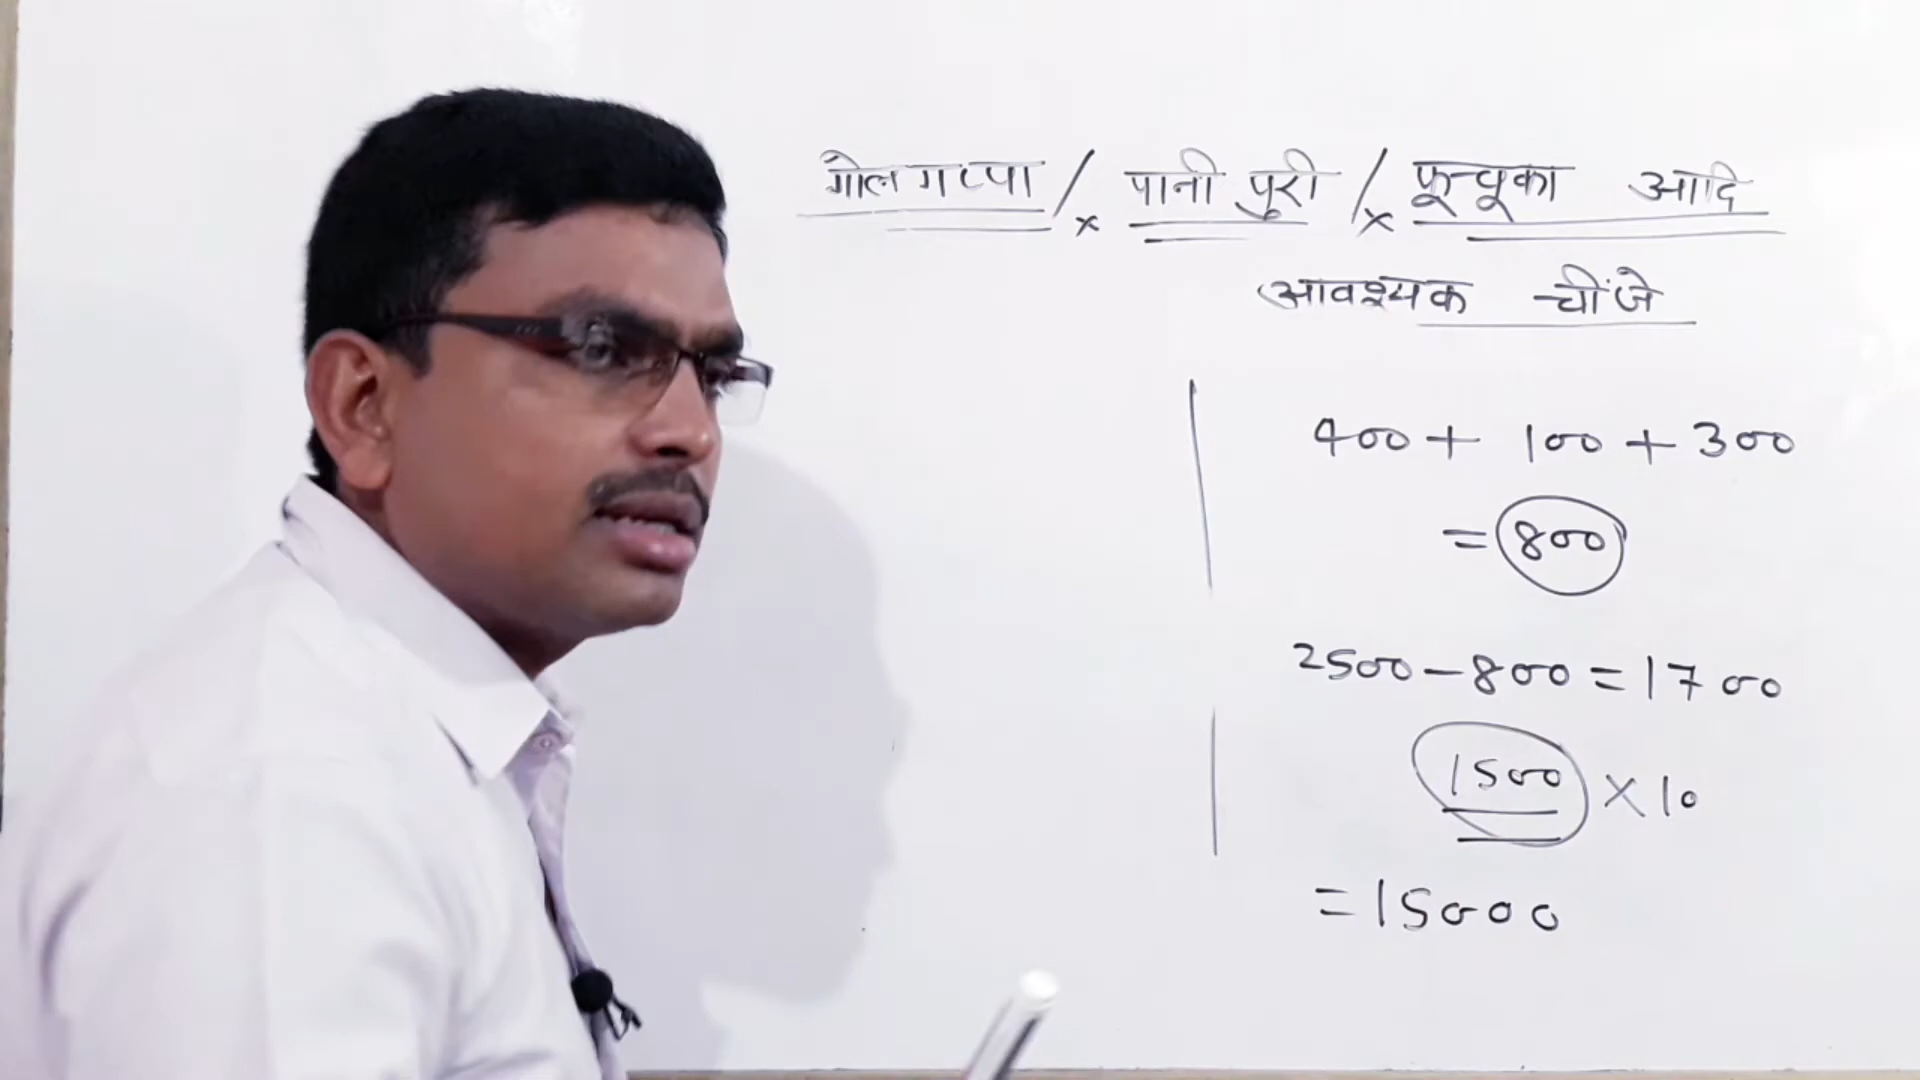 गोलगप्पा / पानी पुरी / फूच्चूका आदि
x x
आवश्यक चींजे
400 + 100 + 300
= 800
2500 - 800 = 1700
1500 X 10
= 15000